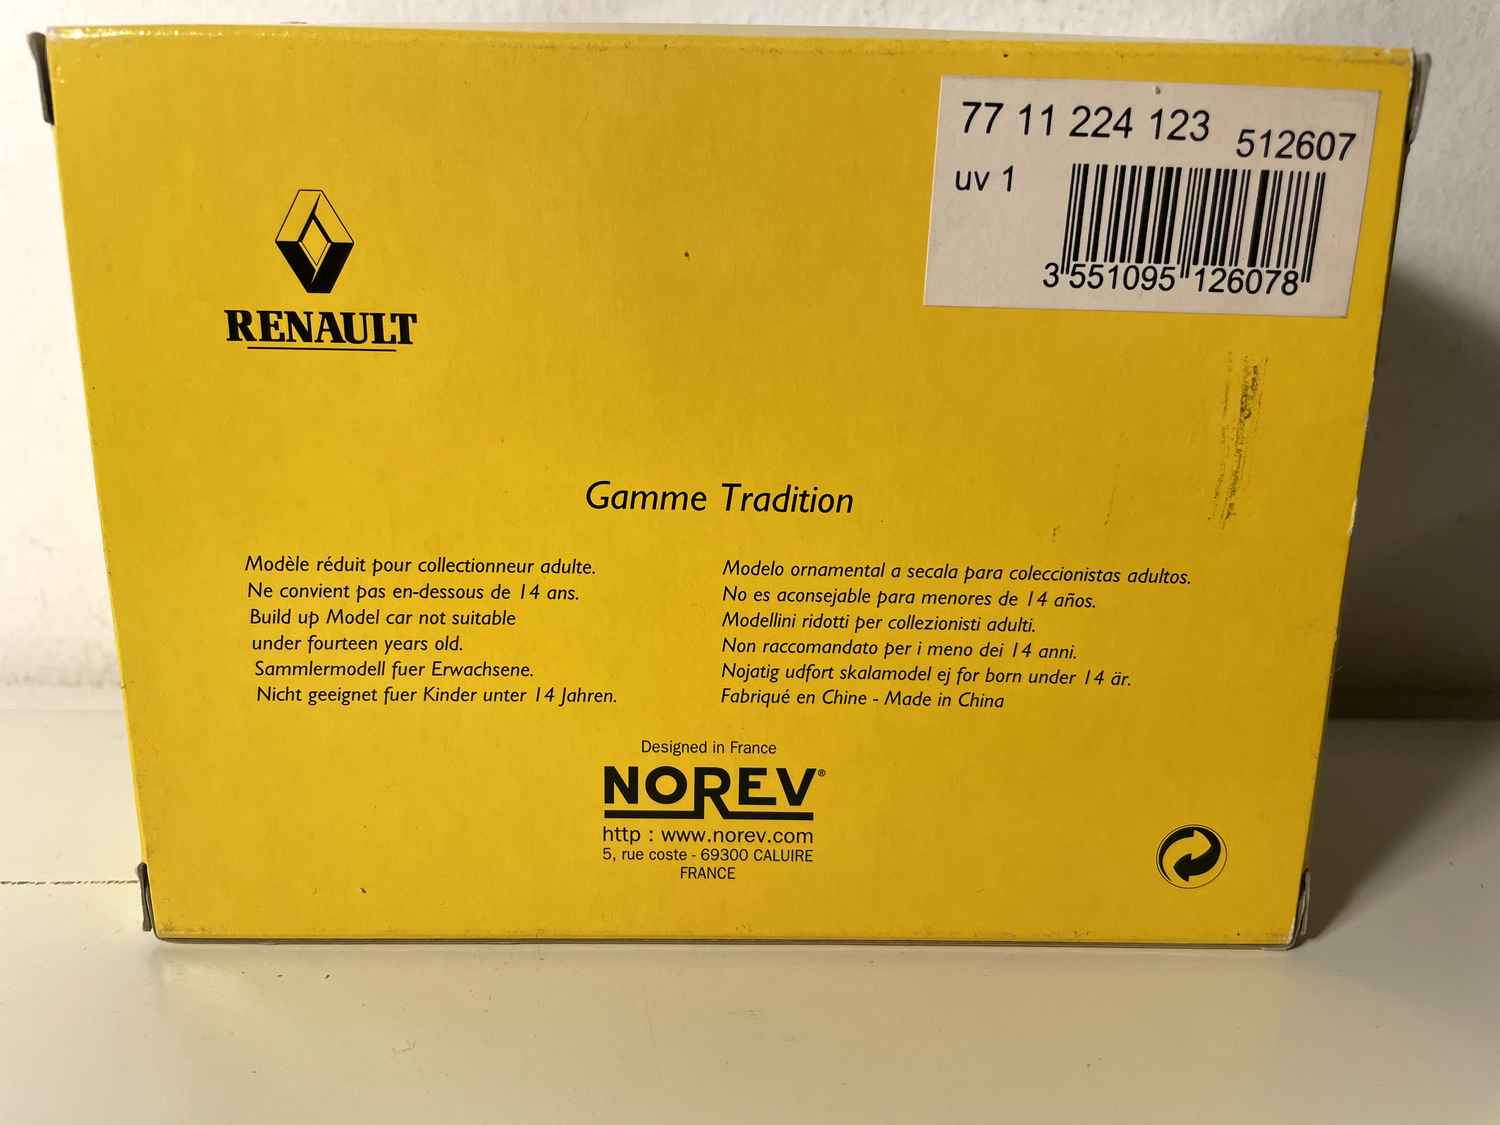 77 11 224 123 512607
uv 1
3 551095 126078
RENAULT
Gamme Tradition
Modèle réduit pour collectionneur adulte.
Ne convient pas en-dessous de 14 ans.
Build up Model car not suitable
under fourteen years old.
Sammlermodell fuer Erwachsene.
Nicht geeignet fuer Kinder unter 14 Jahren.
Modelo ornamental a secala para coleccionistas adultos.
No es aconsejable para menores de 14 años.
Modellini ridotti per collezionisti adulti.
Non raccomandato per i meno dei 14 anni.
Nojatig udfort skalamodel ej for born under 14 är.
Fabriqué en Chine - Made in China
Designed in France
NOREV®
http : www.norev.com
5, rue coste - 69300 CALUIRE
FRANCE